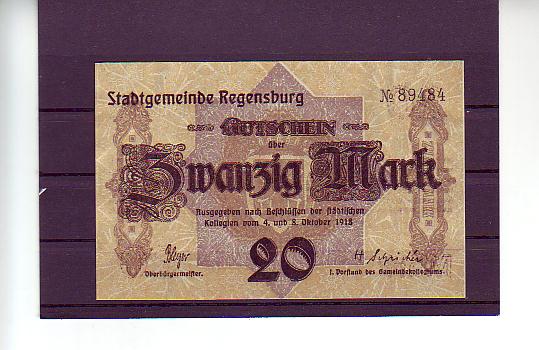 Stadtgemeinde Regensburg
№ 89484
GUTSCHEIN
über
Zwanzig Mark
Ausgegeben nach Beschlüssen der städtischen
Kollegien vom 4. und 8. Oktober 1918
Oberbürgermeister.
20
I. Vorstand des Gemeindekollegiums.